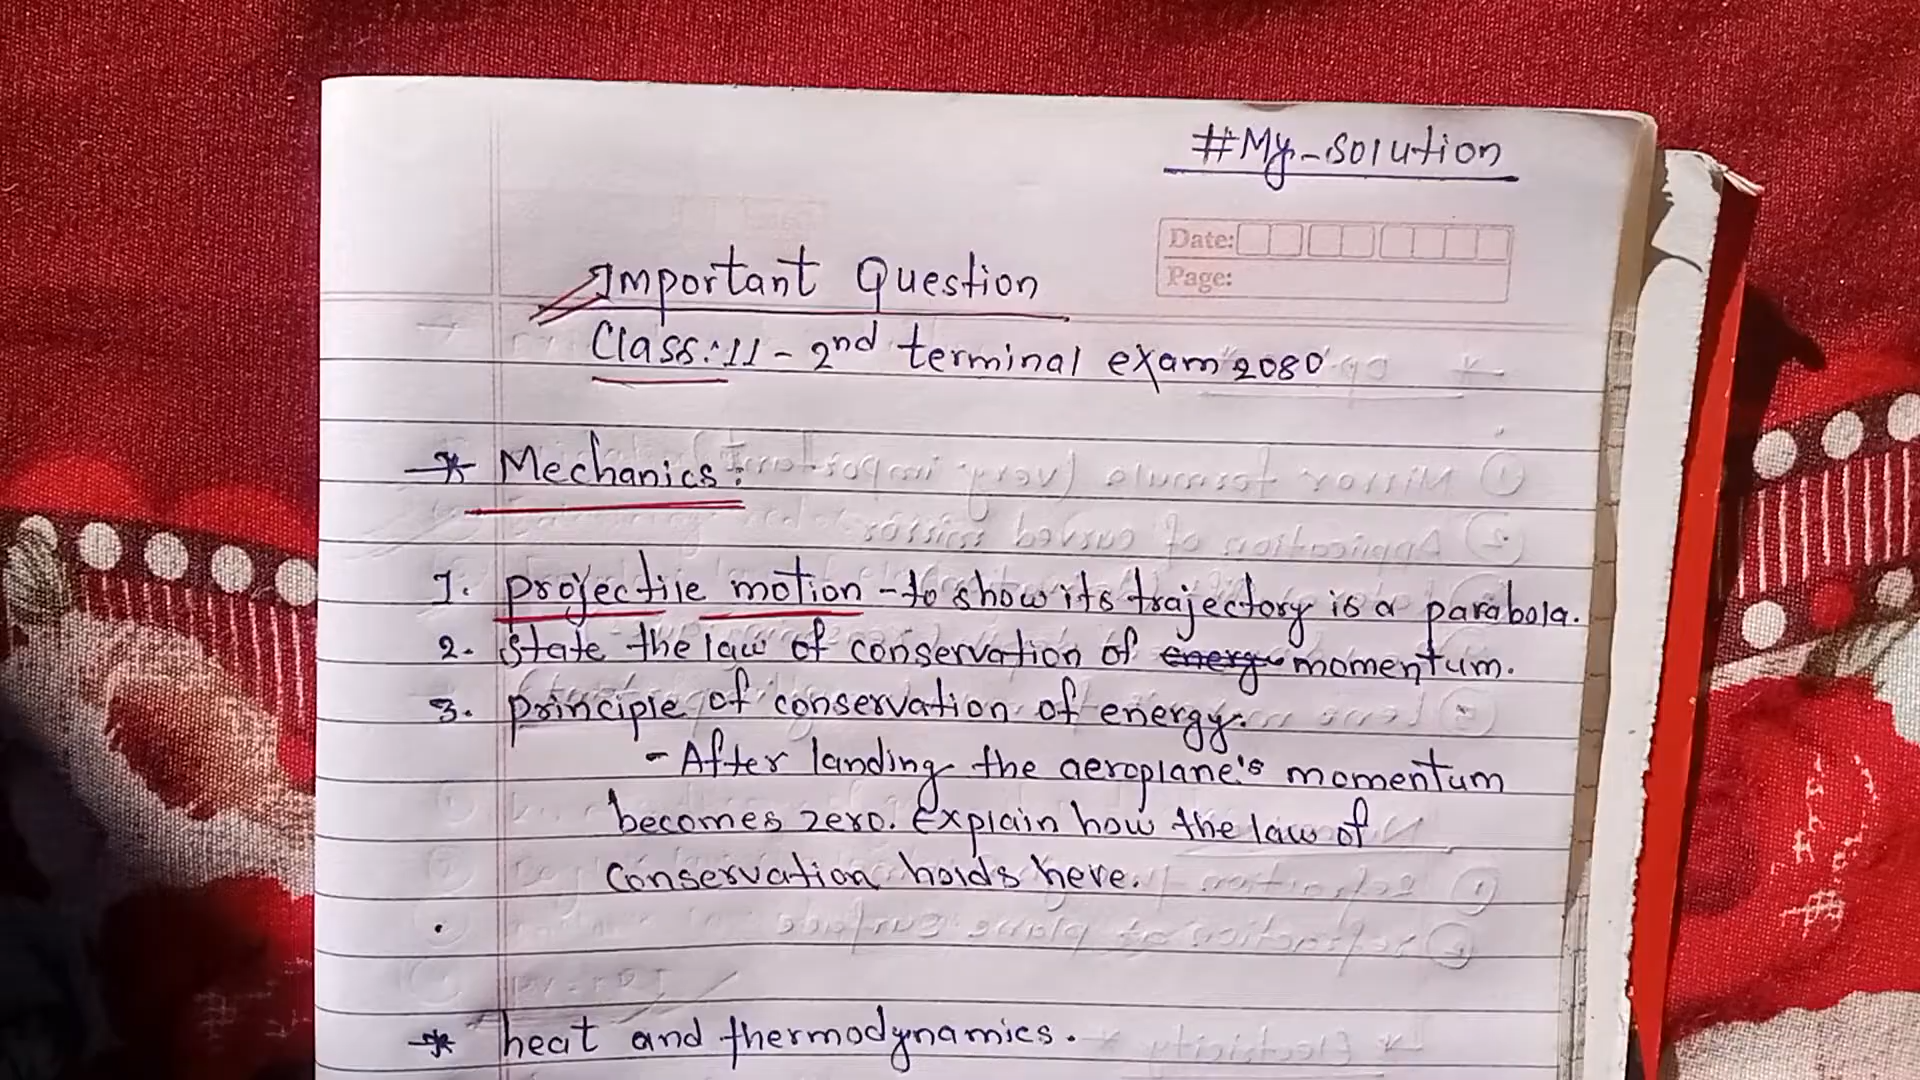 #My-solution
Date:
Page:
Important Question
Class:11 - 2nd terminal exam 2080
* Mechanics:
1. projectile motion - to show its trajectory is a parabola.
2. State the law of conservation of energy momentum.
3. principle of conservation of energy.
- After landing the aeroplane's momentum
becomes zero. Explain how the law of
conservation holds here.
* heat and thermodynamics.